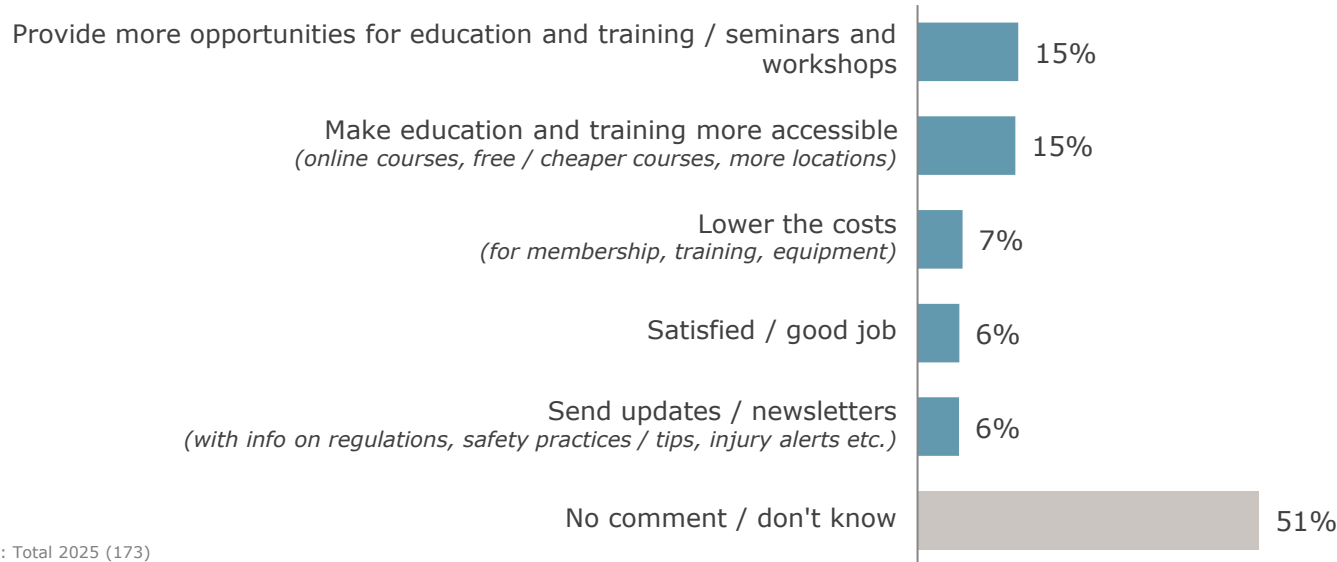 Provide more opportunities for education and training / seminars and
workshops
15%
Make education and training more accessible
(online courses, free / cheaper courses, more locations)
15%
Lower the costs
(for membership, training, equipment)
7%
Satisfied / good job
6%
Send updates / newsletters
(with info on regulations, safety practices / tips, injury alerts etc.)
6%
No comment / don't know
51%
: Total 2025 (173)